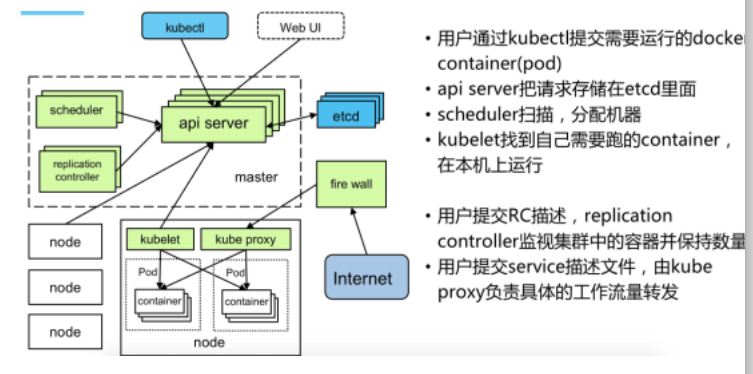 kubectl
Web UI
scheduler
api server
etcd
replication
controller
master
fire wall
node
kubelet
kube proxy
node
Pod
Pod
container
container
Internet
node
node
• 用户通过kubectl提交需要运行的docke
container(pod)
• api server把请求存储在etcd里面
• scheduler扫描，分配机器
• kubelet找到自己需要跑的container，
在本机上运行
• 用户提交RC描述，replication
controller监视集群中的容器并保持数量
• 用户提交service描述文件，由kube
proxy负责具体的工作流量转发